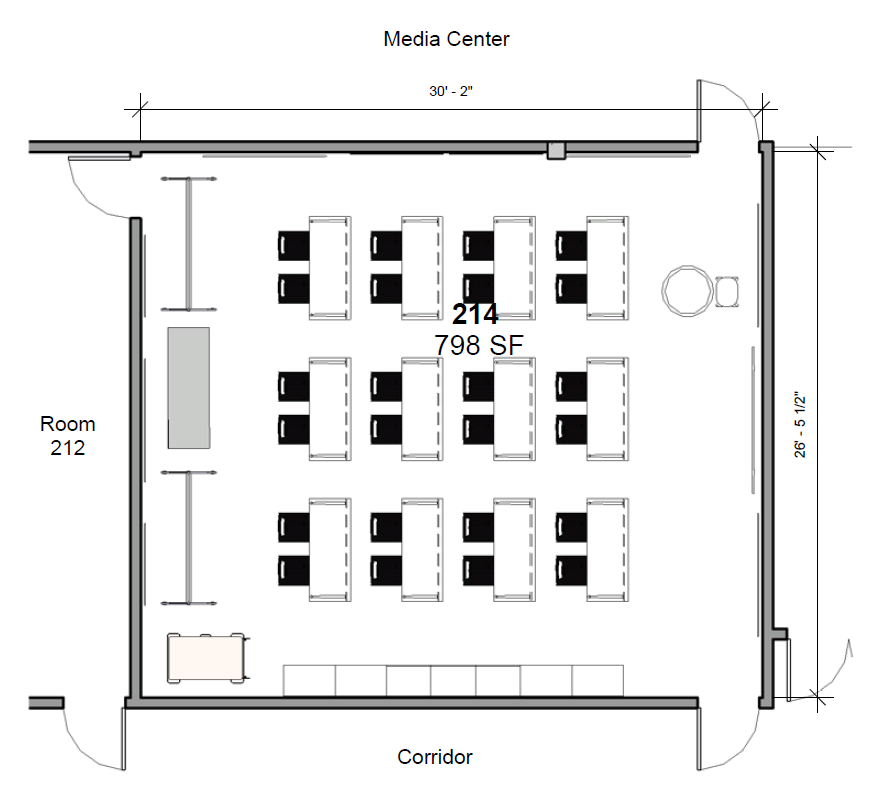 Media Center
30' - 2"
214
798 SF
Room
212
26' - 5 1/2"
Corridor